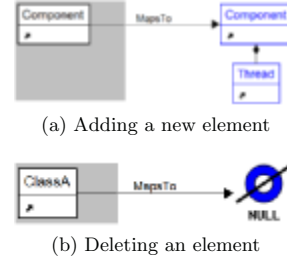 Component MapsTo Component
Thread
(a) Adding a new element
ClassA MapsTo
NULL
(b) Deleting an element